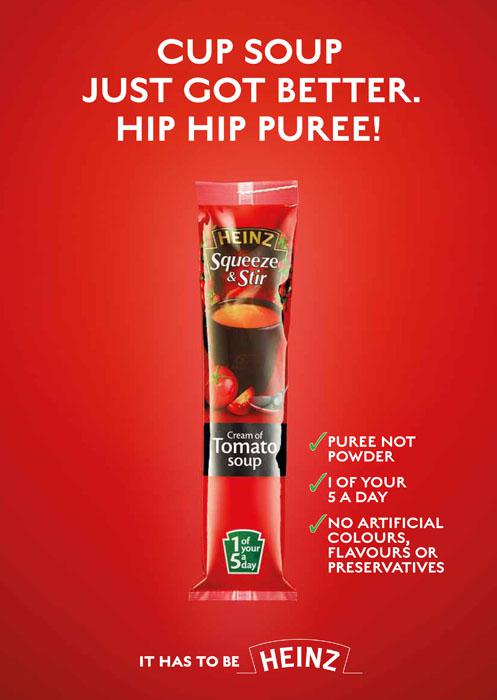 CUP SOUP
JUST GOT BETTER.
HIP HIP PUREE!
HEINZ
Squeeze
& Stir
Cream of
Tomato
soup
1 of
your
5 a
day
PUREE NOT
POWDER
1 OF YOUR
5 A DAY
NO ARTIFICIAL
COLOURS,
FLAVOURS OR
PRESERVATIVES
IT HAS TO BE HEINZ